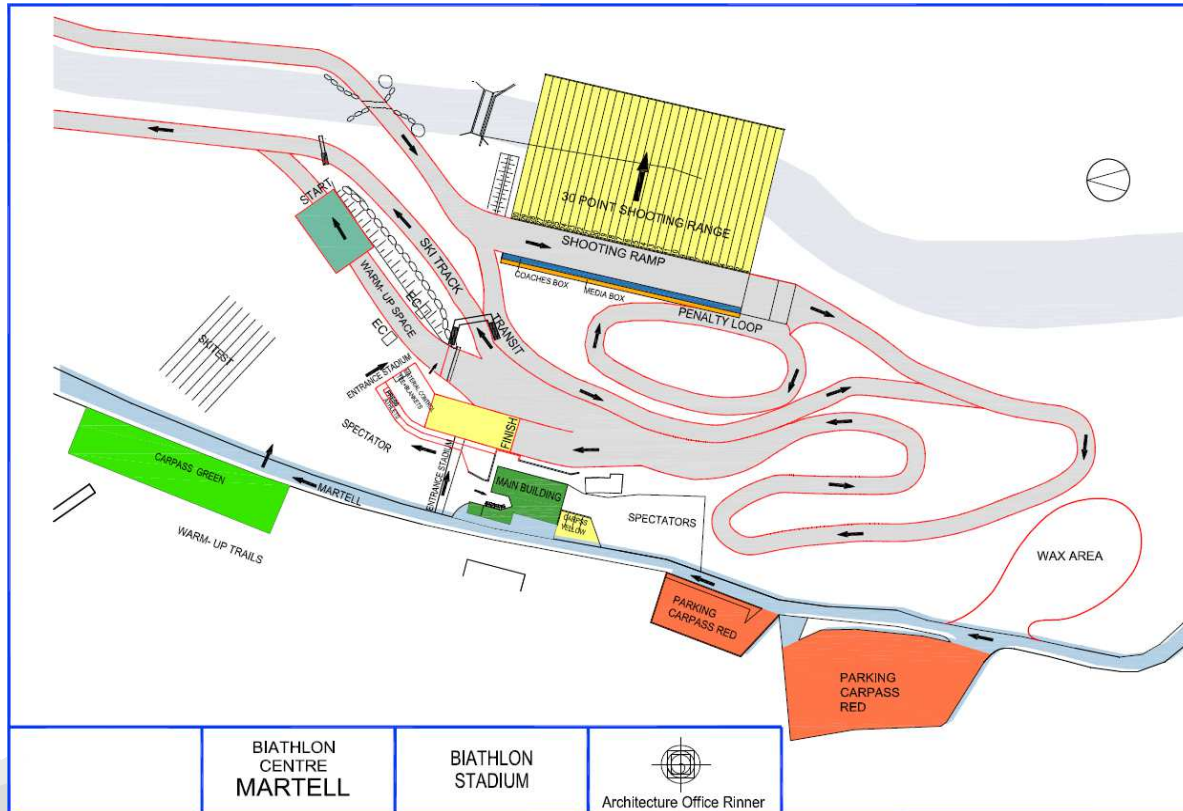 30 POINT SHOOTING RANGE
SHOOTING RAMP
START
SKI TRACK
COACHES BOX
MEDIA BOX
WARM- UP SPACE
EC
EC
TRANSIT
PENALTY LOOP
SKITEST
ENTRANCE STADIUM
SPECTATOR
FINISH
CARPASS GREEN
MARTELL
ENTRANCE STADIUM
MAIN BUILDING
CARPSS
YELLOW
SPECTATORS
WARM- UP TRAILS
WAX AREA
PARKING
CARPASS RED
PARKING
CARPASS
RED
BIATHLON
CENTRE
MARTELL
BIATHLON
STADIUM
Architecture Office Rinner